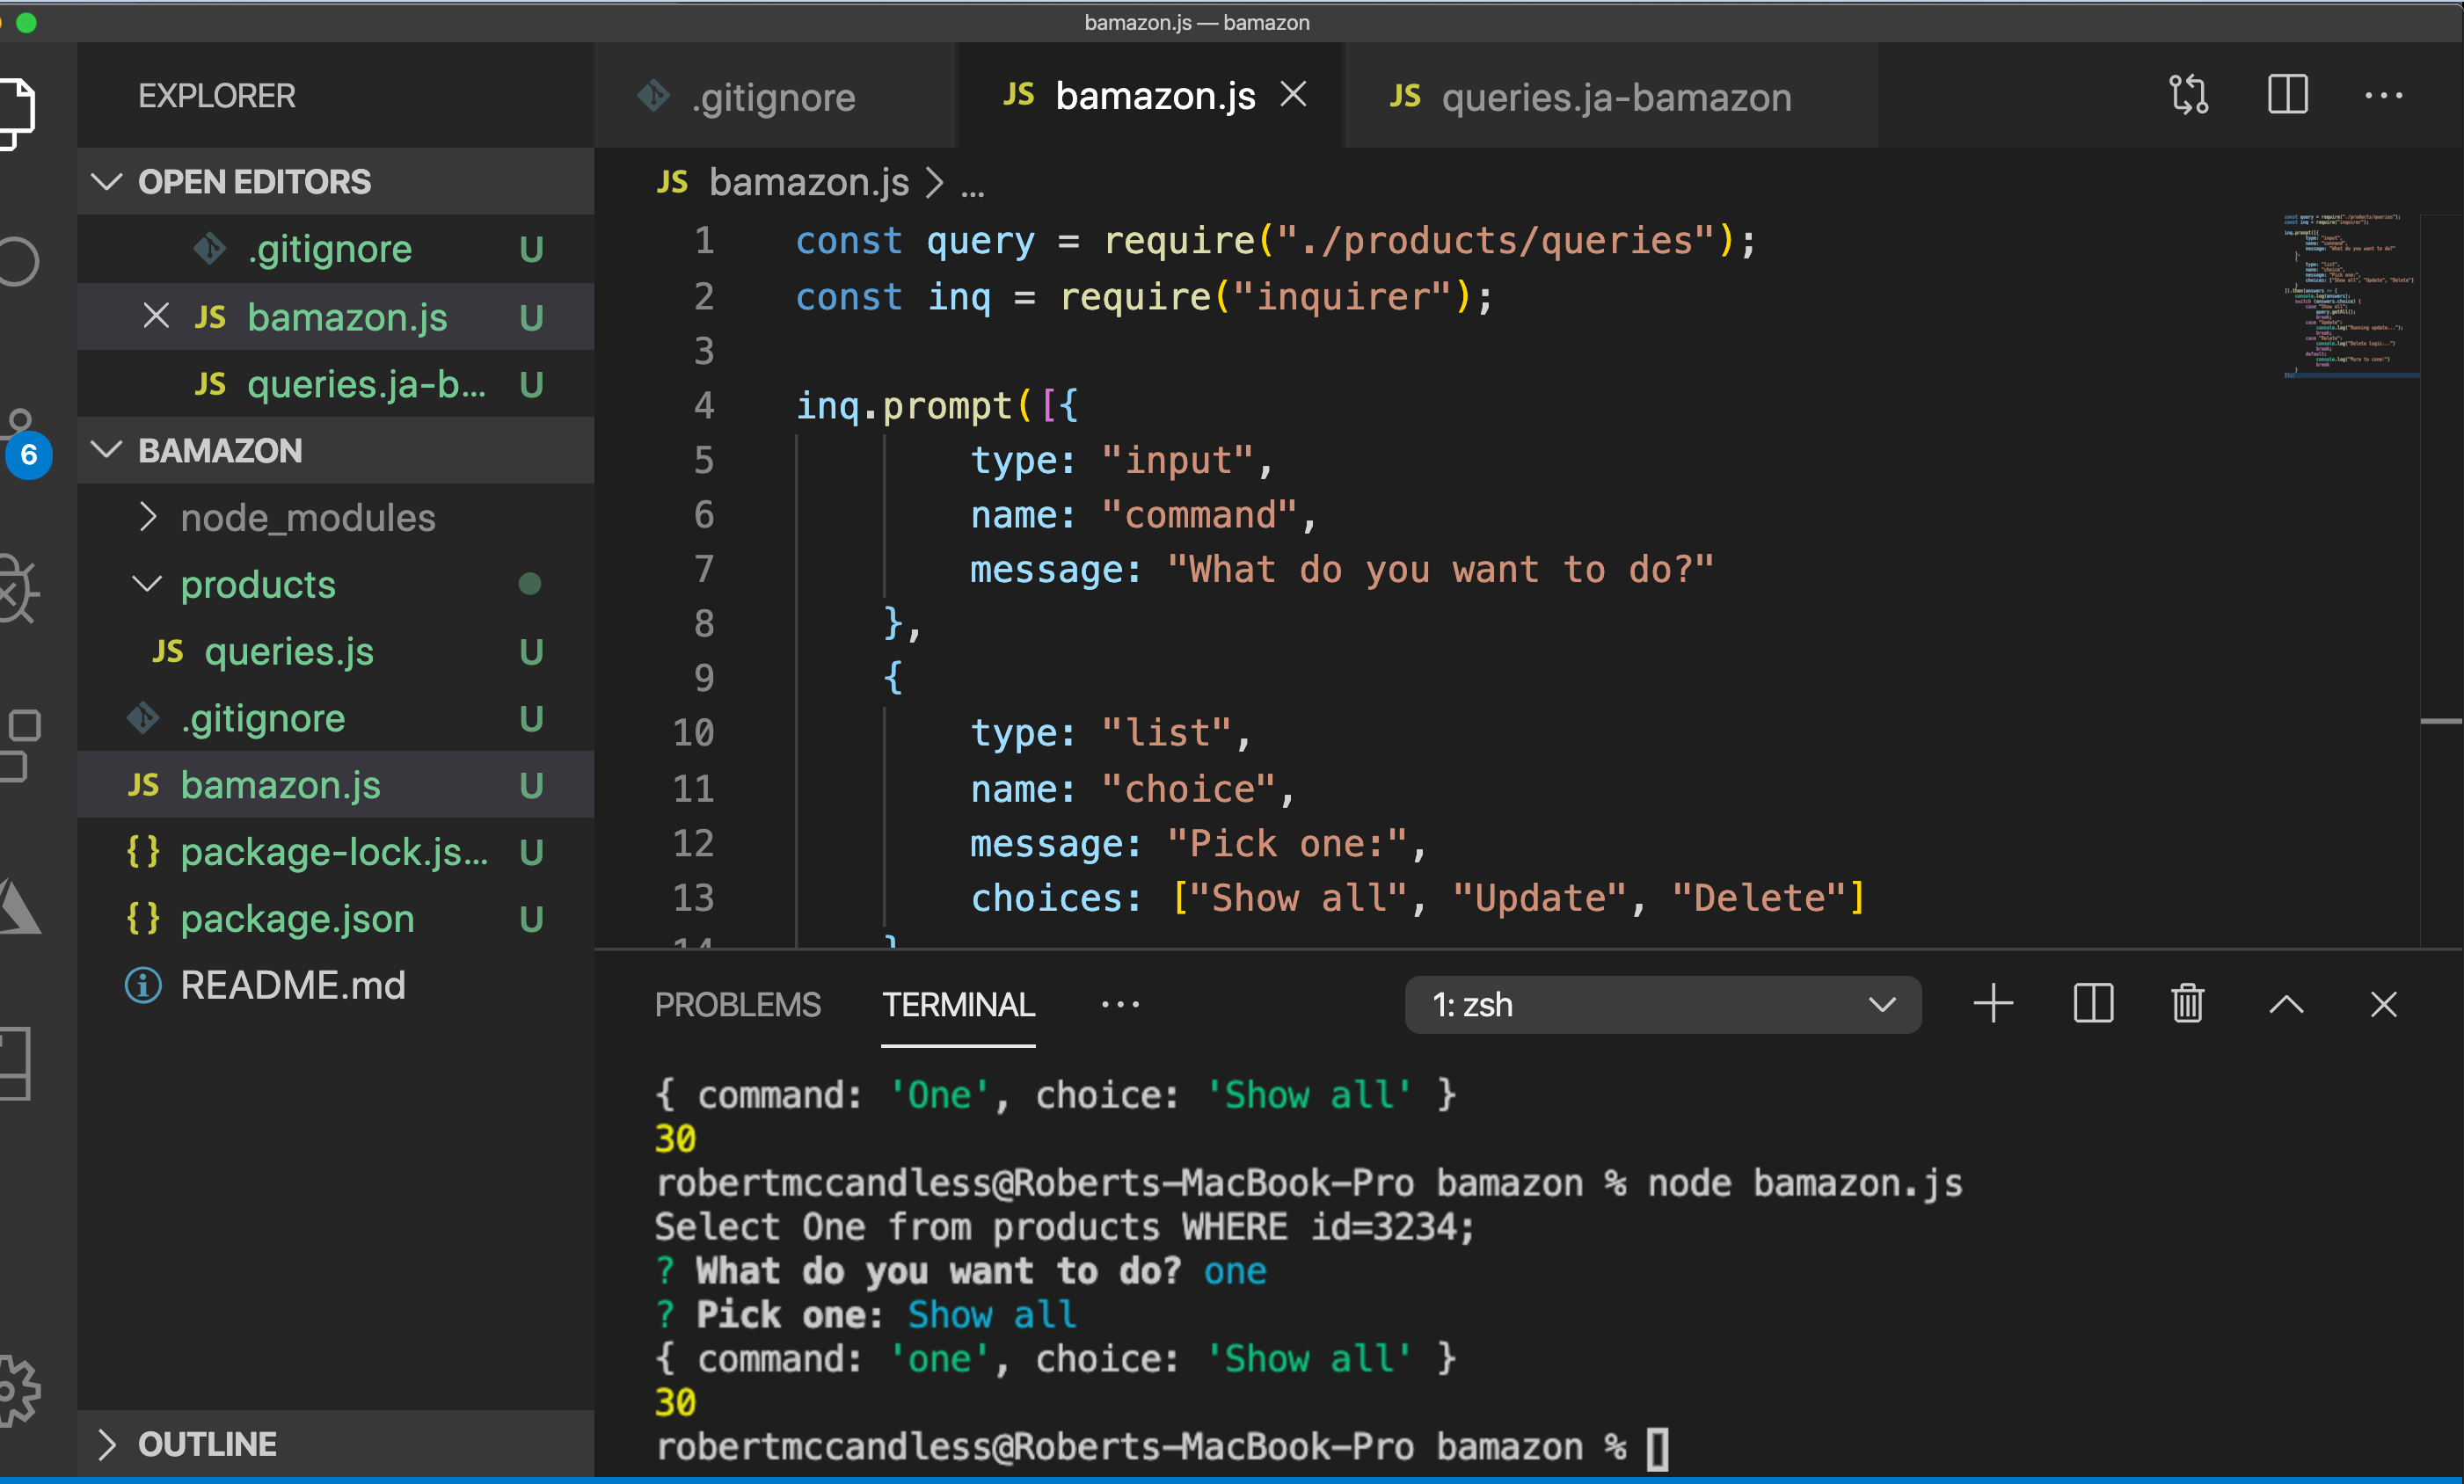 bamazon.js — bamazon
EXPLORER
OPEN EDITORS
.gitignore U
JS bamazon.js U
JS queries.ja-b... U
6
BAMAZON
node_modules
products
JS queries.js U
.gitignore U
JS bamazon.js U
{} package-lock.js... U
{} package.json U
README.md
OUTLINE
.gitignore
JS bamazon.js
JS queries.ja-bamazon
JS bamazon.js > ...
1 const query = require("./products/queries");
2 const inq = require("inquirer");
3
4 inq.prompt([{
5 type: "input",
6 name: "command",
7 message: "What do you want to do?"
8 },
9 {
10 type: "list",
11 name: "choice",
12 message: "Pick one:",
13 choices: ["Show all", "Update", "Delete"]
14 }
PROBLEMS TERMINAL ... 1: zsh
{ command: 'One', choice: 'Show all' }
30
robertmccandless@Roberts-MacBook-Pro bamazon % node bamazon.js
Select One from products WHERE id=3234;
? What do you want to do? one
? Pick one: Show all
{ command: 'one', choice: 'Show all' }
30
robertmccandless@Roberts-MacBook-Pro bamazon %